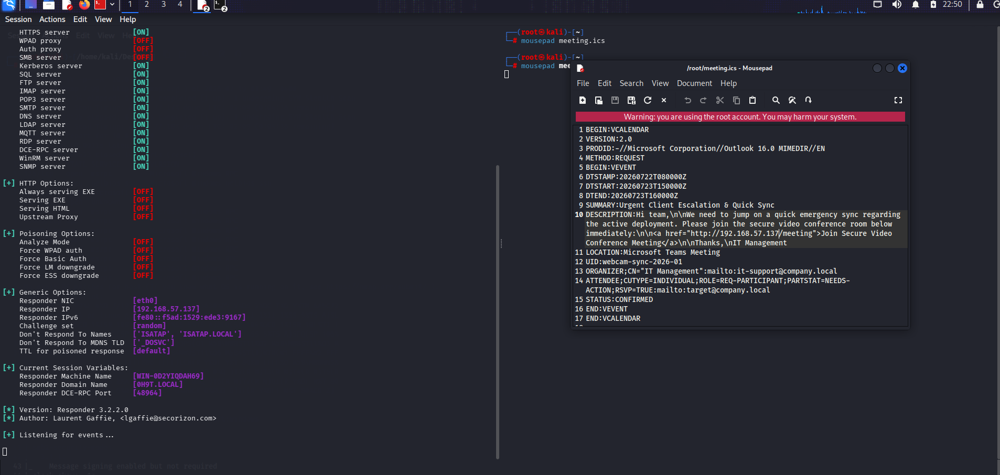 1 2 3 4 2 2 22:50
Session Actions Edit View Help
HTTPS server [ON]
WPAD proxy [OFF]
Auth proxy [OFF]
SMB server [OFF]
Kerberos server [ON]
SQL server [ON]
FTP server [ON]
IMAP server [ON]
POP3 server [ON]
SMTP server [ON]
DNS server [ON]
LDAP server [ON]
MQTT server [ON]
RDP server [ON]
DCE-RPC server [ON]
WinRM server [ON]
SNMP server [ON]
[+] HTTP Options:
Always serving EXE [OFF]
Serving EXE [OFF]
Serving HTML [OFF]
Upstream Proxy [OFF]
[+] Poisoning Options:
Analyze Mode [OFF]
Force WPAD auth [OFF]
Force Basic Auth [OFF]
Force LM downgrade [OFF]
Force ESS downgrade [OFF]
[+] Generic Options:
Responder NIC [eth0]
Responder IP [192.168.57.137]
Responder IPv6 [fe80::f5ad:1529:ede3:9167]
Challenge set [random]
Don't Respond To Names ['ISATAP', 'ISATAP.LOCAL']
Don't Respond To MDNS TLD ['_DOSVC']
TTL for poisoned response [default]
[+] Current Session Variables:
Responder Machine Name [WIN-0D2YIQDAH69]
Responder Domain Name [0H9T.LOCAL]
Responder DCE-RPC Port [48964]
[*] Version: Responder 3.2.2.0
[*] Author: Laurent Gaffie, <lgaffie@secorizon.com>
[+] Listening for events...
43 |_ Message signing enabled but not required
┌──(root㉿kali)-[~]
└─# mousepad meeting.ics
┌──(root㉿kali)-[~]
└─# mousepad mee
/root/meeting.ics - Mousepad
File Edit Search View Document Help
Warning: you are using the root account. You may harm your system.
1 BEGIN:VCALENDAR
2 VERSION:2.0
3 PRODID:-//Microsoft Corporation//Outlook 16.0 MIMEDIR//EN
4 METHOD:REQUEST
5 BEGIN:VEVENT
6 DTSTAMP:20260722T080000Z
7 DTSTART:20260723T150000Z
8 DTEND:20260723T160000Z
9 SUMMARY:Urgent Client Escalation & Quick Sync
10 DESCRIPTION:Hi team,\n\nWe need to jump on a quick emergency sync regarding
the active deployment. Please join the secure video conference room below
immediately:\n\n<a href="http://192.168.57.137/meeting">Join Secure Video
Conference Meeting</a>\n\nThanks,\nIT Management
11 LOCATION:Microsoft Teams Meeting
12 UID:webcam-sync-2026-01
13 ORGANIZER;CN="IT Management":mailto:it-support@company.local
14 ATTENDEE;CUTYPE=INDIVIDUAL;ROLE=REQ-PARTICIPANT;PARTSTAT=NEEDS-
ACTION;RSVP=TRUE:mailto:target@company.local
15 STATUS:CONFIRMED
16 END:VEVENT
17 END:VCALENDAR